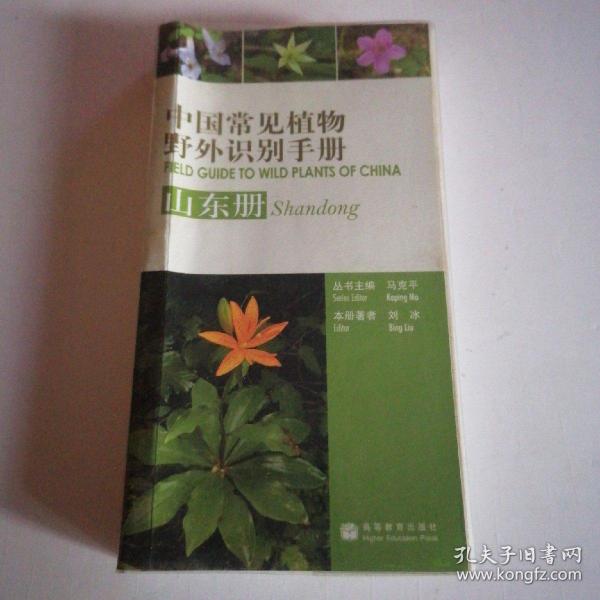 中国常见植物
野外识别手册
FIELD GUIDE TO WILD PLANTS OF CHINA
山东册 Shandong
丛书主编 马克平
Series Editor Keping Ma
本册著者 刘冰
Editor Bing Liu
高等教育出版社
Higher Education Press
孔夫子旧书网
www.kongfz.com